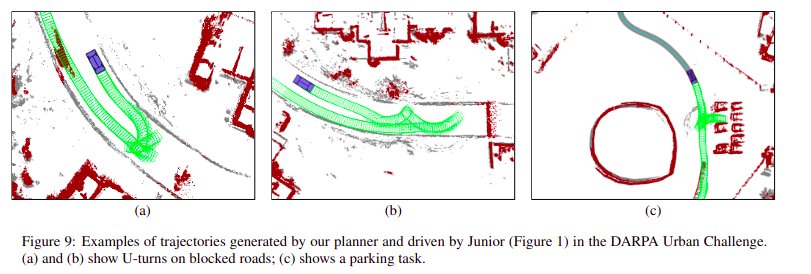 (a)
(b)
(c)
Figure 9: Examples of trajectories generated by our planner and driven by Junior (Figure 1) in the DARPA Urban Challenge.
(a) and (b) show U-turns on blocked roads; (c) shows a parking task.